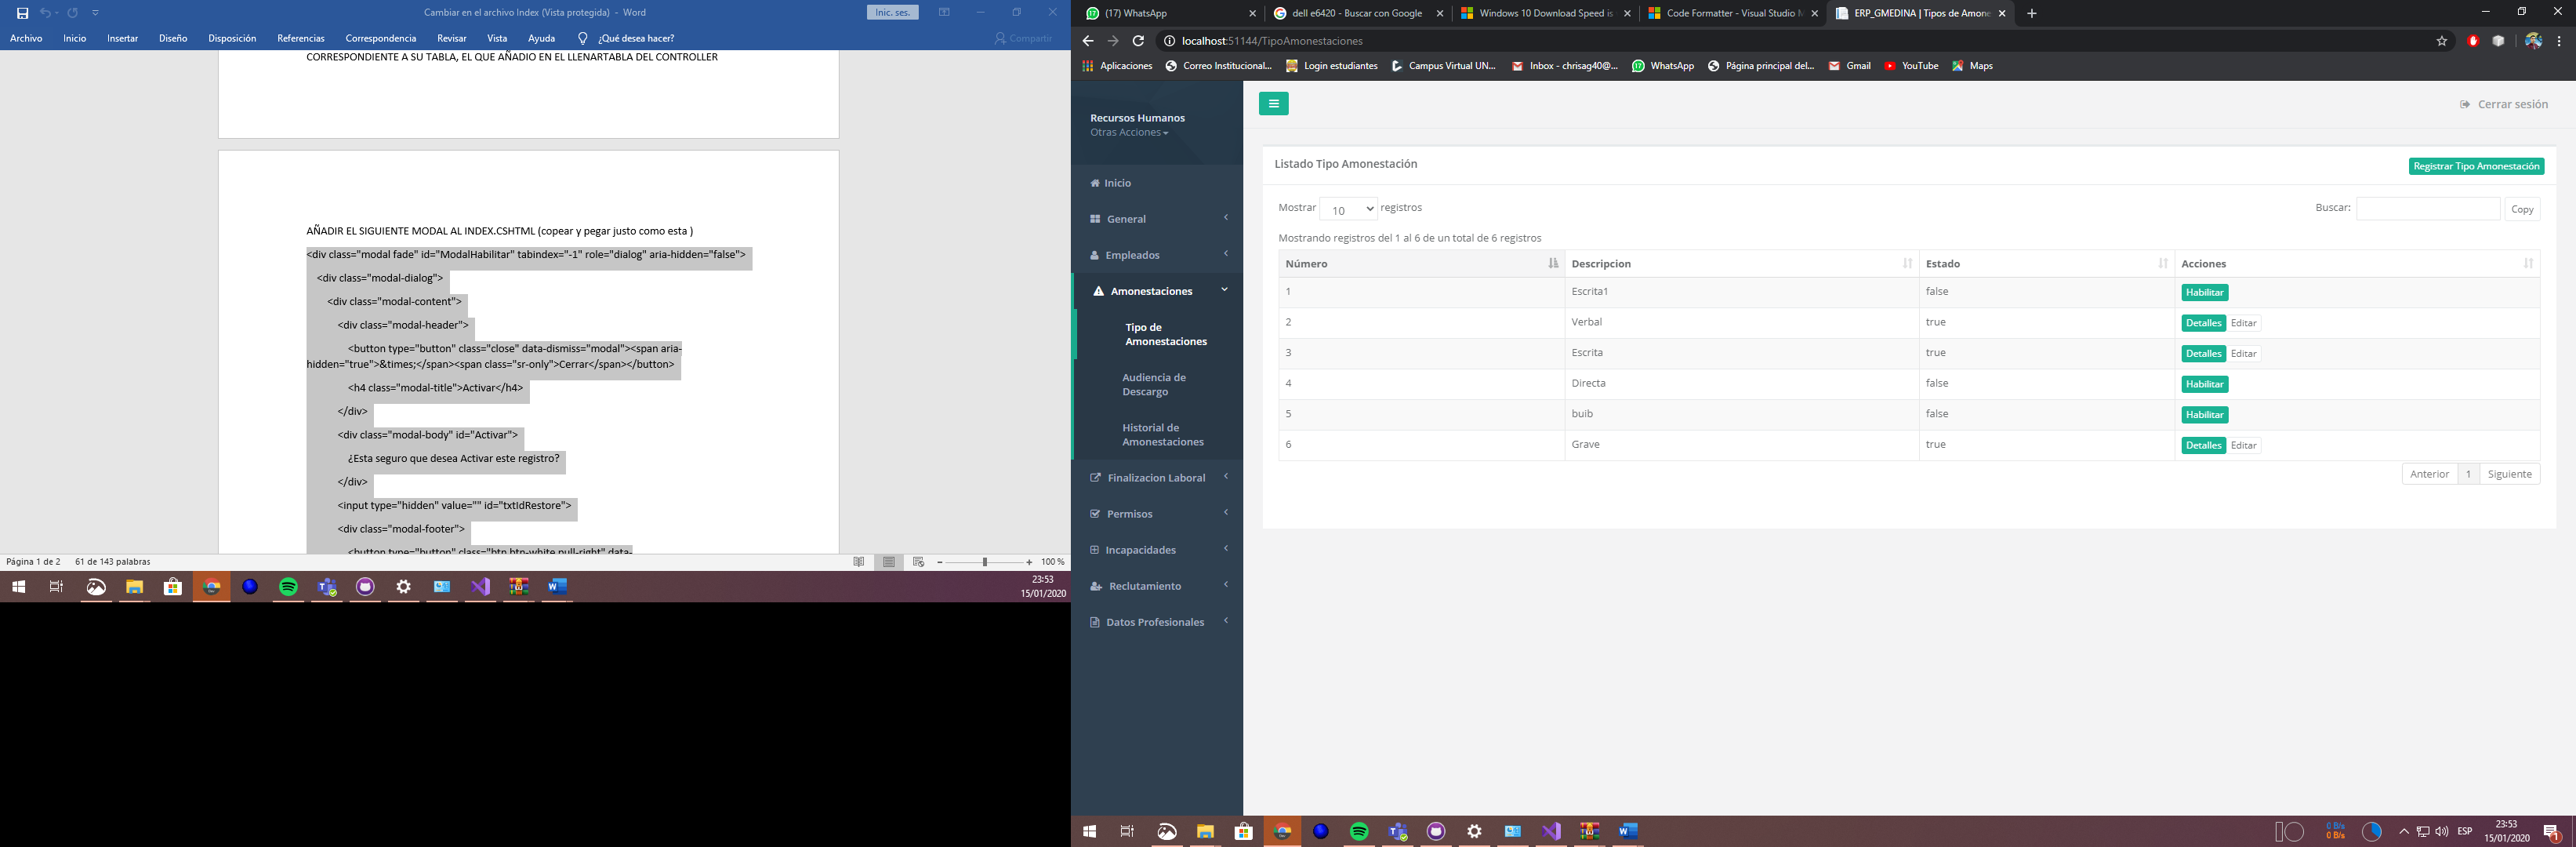 Cambiar en el archivo Index (Vista protegida) - Word
Inic. ses.
Archivo Inicio Insertar Diseño Disposición Referencias Correspondencia Revisar Vista Ayuda ¿Qué desea hacer? Compartir
CORRESPONDIENTE A SU TABLA, EL QUE AÑADIO EN EL LLENARTABLA DEL CONTROLLER
AÑADIR EL SIGUIENTE MODAL AL INDEX.CSHTML (copear y pegar justo como esta )
<div class="modal fade" id="ModalHabilitar" tabindex="-1" role="dialog" aria-hidden="false">
<div class="modal-dialog">
<div class="modal-content">
<div class="modal-header">
<button type="button" class="close" data-dismiss="modal"><span aria-
hidden="true">&times;</span><span class="sr-only">Cerrar</span></button>
<h4 class="modal-title">Activar</h4>
</div>
<div class="modal-body" id="Activar">
¿Esta seguro que desea Activar este registro?
</div>
<input type="hidden" value="" id="txtIdRestore">
<div class="modal-footer">
<button type="button" class="btn btn-white pull-right" data-
Página 1 de 2 61 de 143 palabras
100 %
23:53
15/01/2020
(17) WhatsApp
dell e6420 - Buscar con Google
Windows 10 Download Speed is
Code Formatter - Visual Studio M
ERP_GMEDINA | Tipos de Amone
localhost:51144/TipoAmonestaciones
Aplicaciones Correo Institucional... Login estudiantes Campus Virtual UN... Inbox - chrisag40@... WhatsApp Página principal del... Gmail YouTube Maps
Recursos Humanos
Otras Acciones
Inicio
General
Empleados
Amonestaciones
Tipo de
Amonestaciones
Audiencia de
Descargo
Historial de
Amonestaciones
Finalizacion Laboral
Permisos
Incapacidades
Reclutamiento
Datos Profesionales
Cerrar sesión
Listado Tipo Amonestación
Registrar Tipo Amonestación
Mostrar 10 registros
Buscar: Copy
Mostrando registros del 1 al 6 de un total de 6 registros
Número Descripcion Estado Acciones
1 Escrita1 false Habilitar
2 Verbal true Detalles Editar
3 Escrita true Detalles Editar
4 Directa false Habilitar
5 buib false Habilitar
6 Grave true Detalles Editar
Anterior 1 Siguiente
0 B/s
0 B/s
ESP
23:53
15/01/2020
1